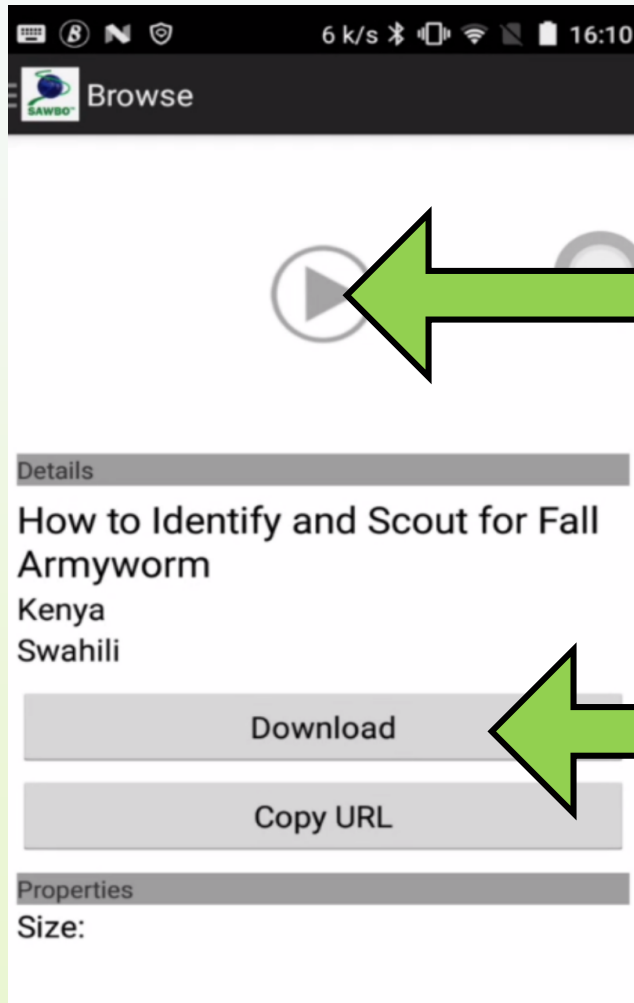 6 k/s 16:10
SAWBO™ Browse
Details
How to Identify and Scout for Fall
Armyworm
Kenya
Swahili
Download
Copy URL
Properties
Size: